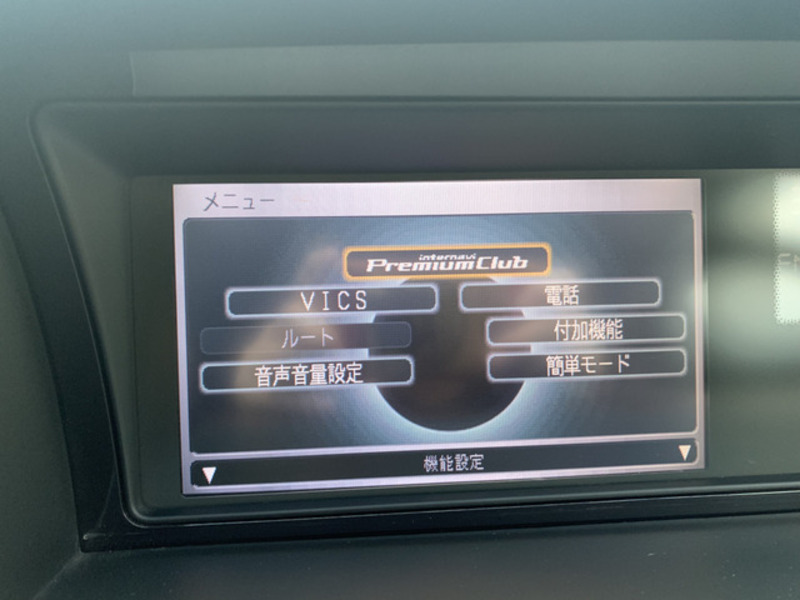 メニュー
internavi
PremiumClub
VICS
電話
ルート
付加機能
音声音量設定
簡単モード
機能設定